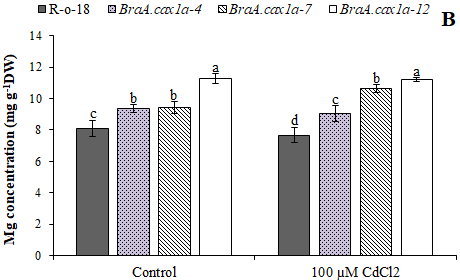 R-o-18 BraA.cax1a-4 BraA.cax1a-7 BraA.cax1a-12
B
Mg concentration (mg g-1DW)
14
12
10
8
6
4
2
0
c b b a
d c b a
Control 100 µM CdCl2